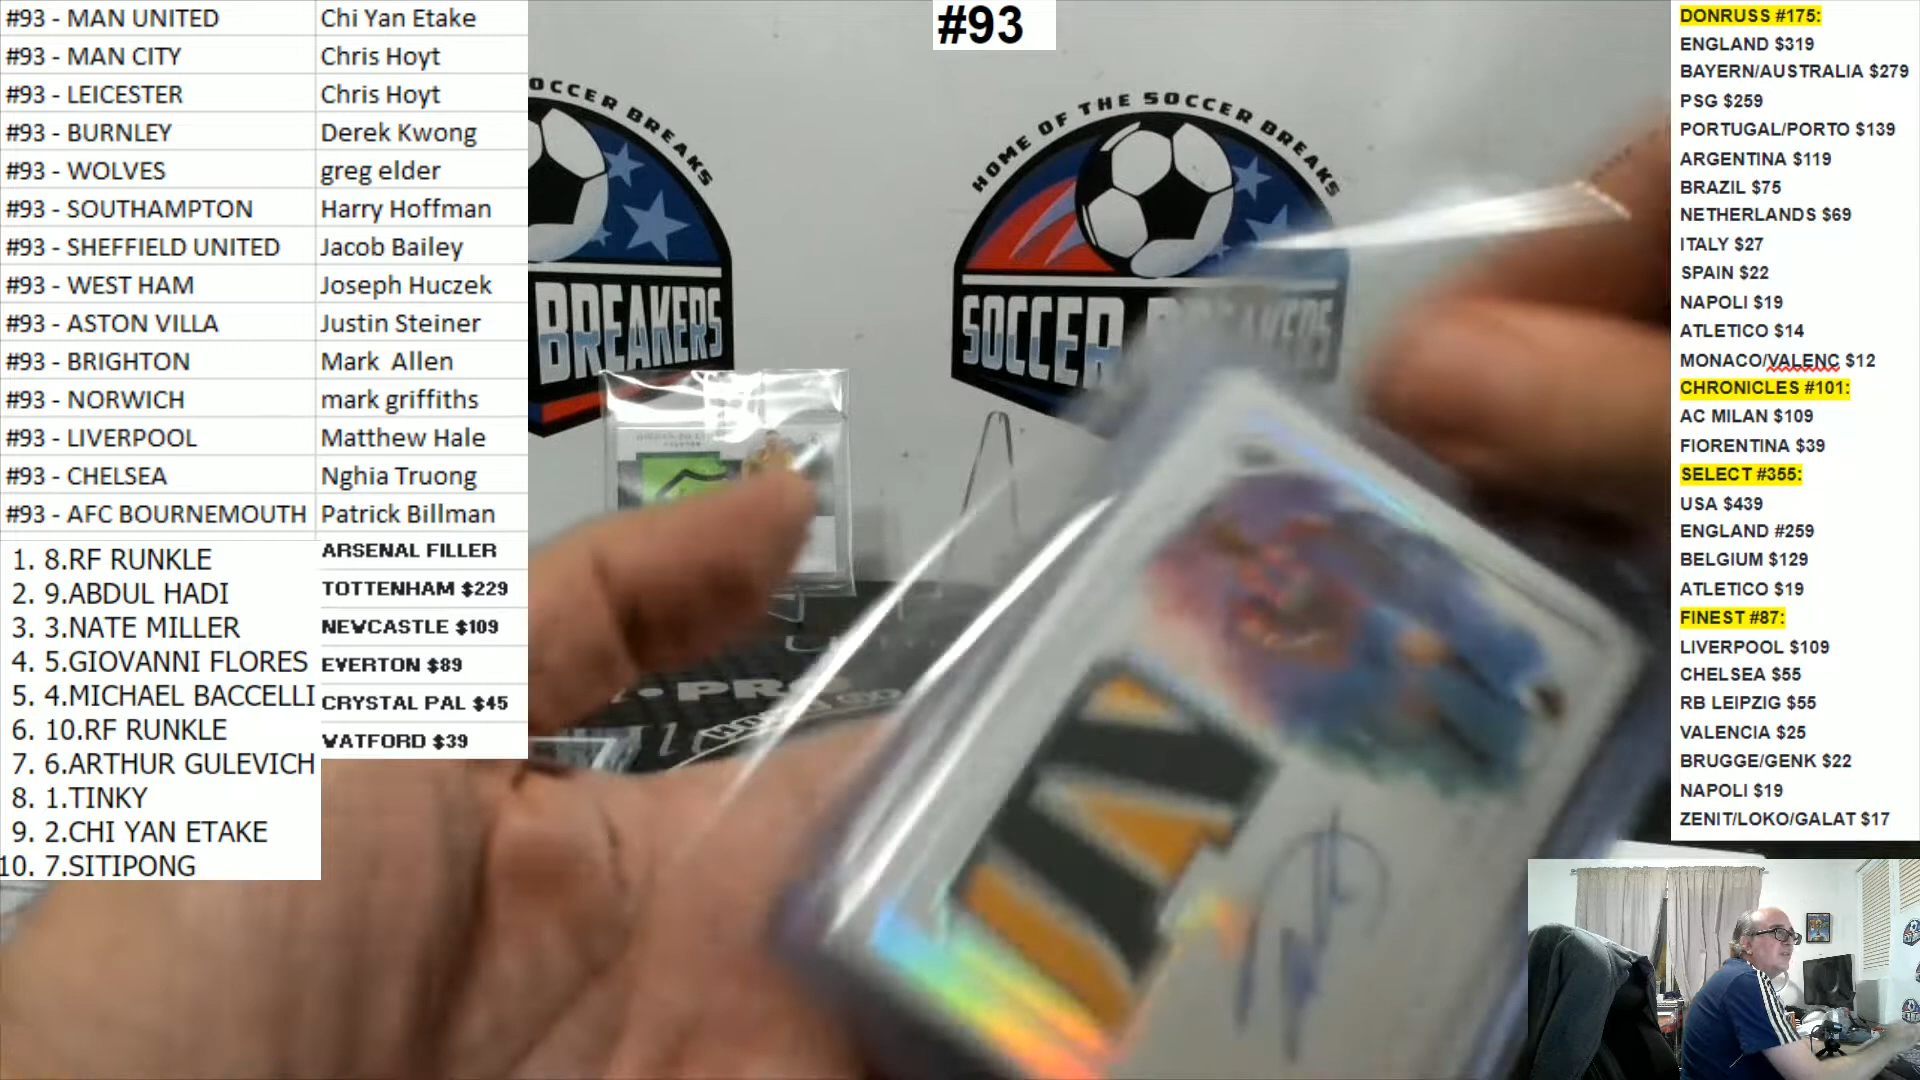 #93 - MAN UNITED Chi Yan Etake
#93 - MAN CITY Chris Hoyt
#93 - LEICESTER Chris Hoyt
#93 - BURNLEY Derek Kwong
#93 - WOLVES greg elder
#93 - SOUTHAMPTON Harry Hoffman
#93 - SHEFFIELD UNITED Jacob Bailey
#93 - WEST HAM Joseph Huczek
#93 - ASTON VILLA Justin Steiner
#93 - BRIGHTON Mark Allen
#93 - NORWICH mark griffiths
#93 - LIVERPOOL Matthew Hale
#93 - CHELSEA Nghia Truong
#93 - AFC BOURNEMOUTH Patrick Billman
1. 8.RF RUNKLE
2. 9.ABDUL HADI
3. 3.NATE MILLER
4. 5.GIOVANNI FLORES
5. 4.MICHAEL BACCELLI
6. 10.RF RUNKLE
7. 6.ARTHUR GULEVICH
8. 1.TINKY
9. 2.CHI YAN ETAKE
10. 7.SITIPONG
ARSENAL FILLER
TOTTENHAM $229
NEWCASTLE $109
EVERTON $89
CRYSTAL PAL $45
WATFORD $39
#93
OCCER BREAKS
BREAKERS
HOME OF THE SOCCER BREAKS
SOCCER BREAKERS
DONRUSS #175:
ENGLAND $319
BAYERN/AUSTRALIA $279
PSG $259
PORTUGAL/PORTO $139
ARGENTINA $119
BRAZIL $75
NETHERLANDS $69
ITALY $27
SPAIN $22
NAPOLI $19
ATLETICO $14
MONACO/VALENC $12
CHRONICLES #101:
AC MILAN $109
FIORENTINA $39
SELECT #355:
USA $439
ENGLAND #259
BELGIUM $129
ATLETICO $19
FINEST #87:
LIVERPOOL $109
CHELSEA $55
RB LEIPZIG $55
VALENCIA $25
BRUGGE/GENK $22
NAPOLI $19
ZENIT/LOKO/GALAT $17